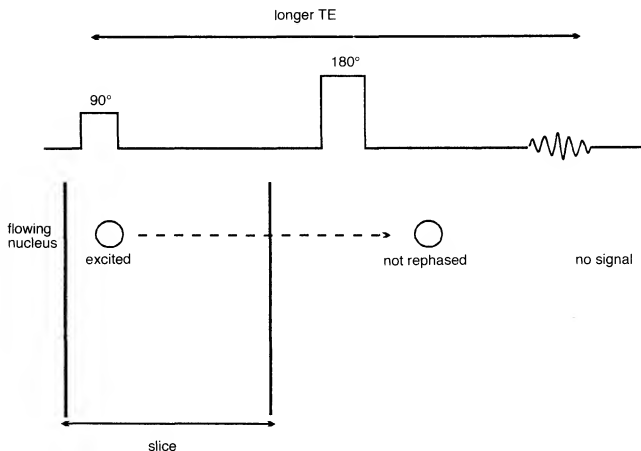 longer TE
180°
90°
flowing
nucleus
excited
not rephased
no signal
slice